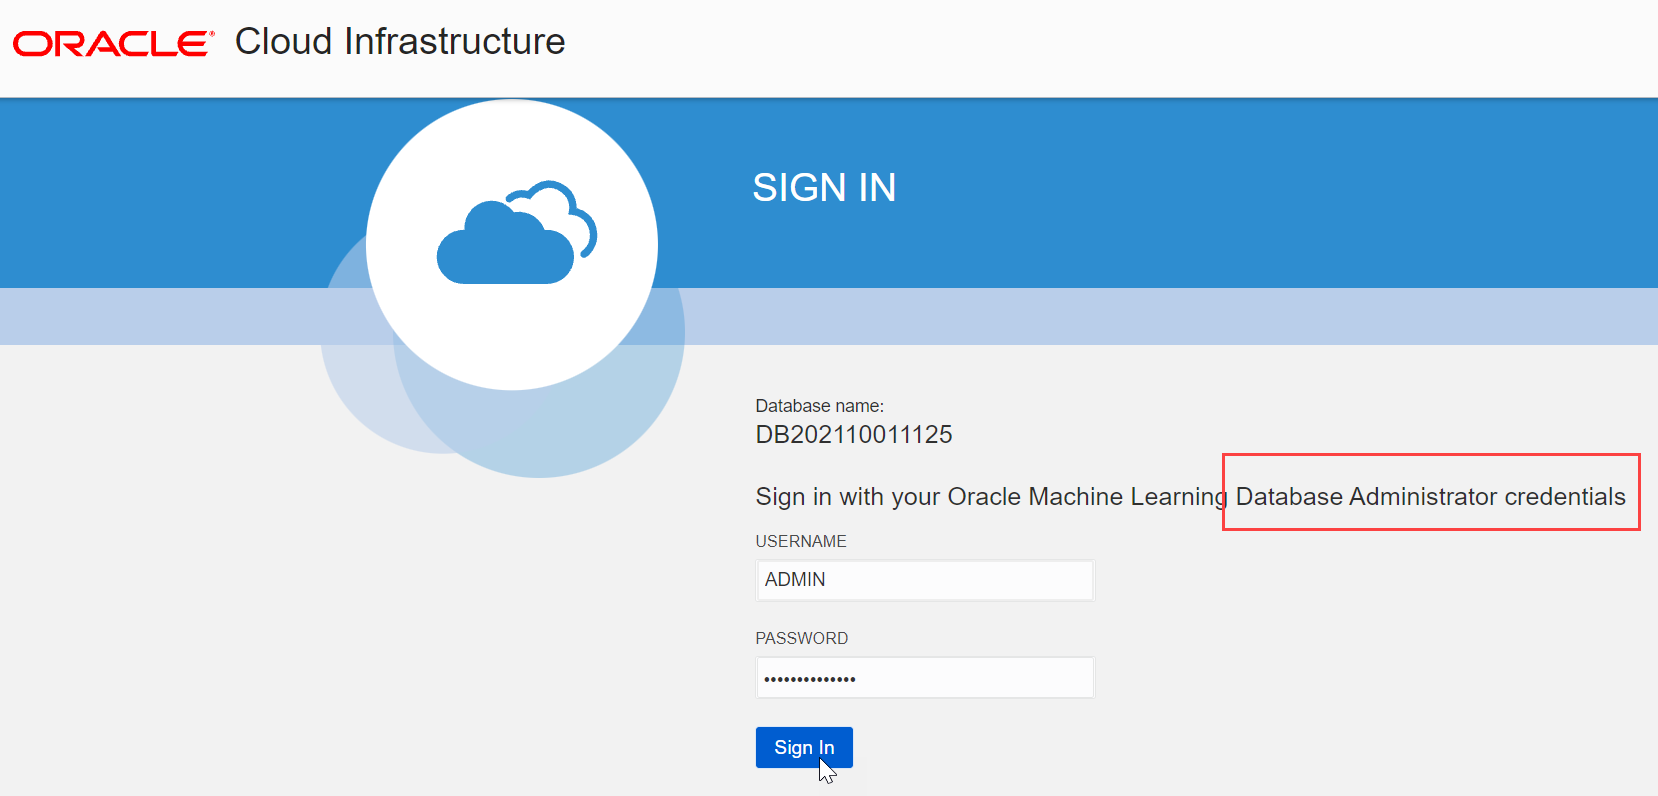 ORACLE® Cloud Infrastructure
SIGN IN
Database name:
DB202110011125
Sign in with your Oracle Machine Learning Database Administrator credentials
USERNAME
ADMIN
PASSWORD
••••••••••••••
Sign In